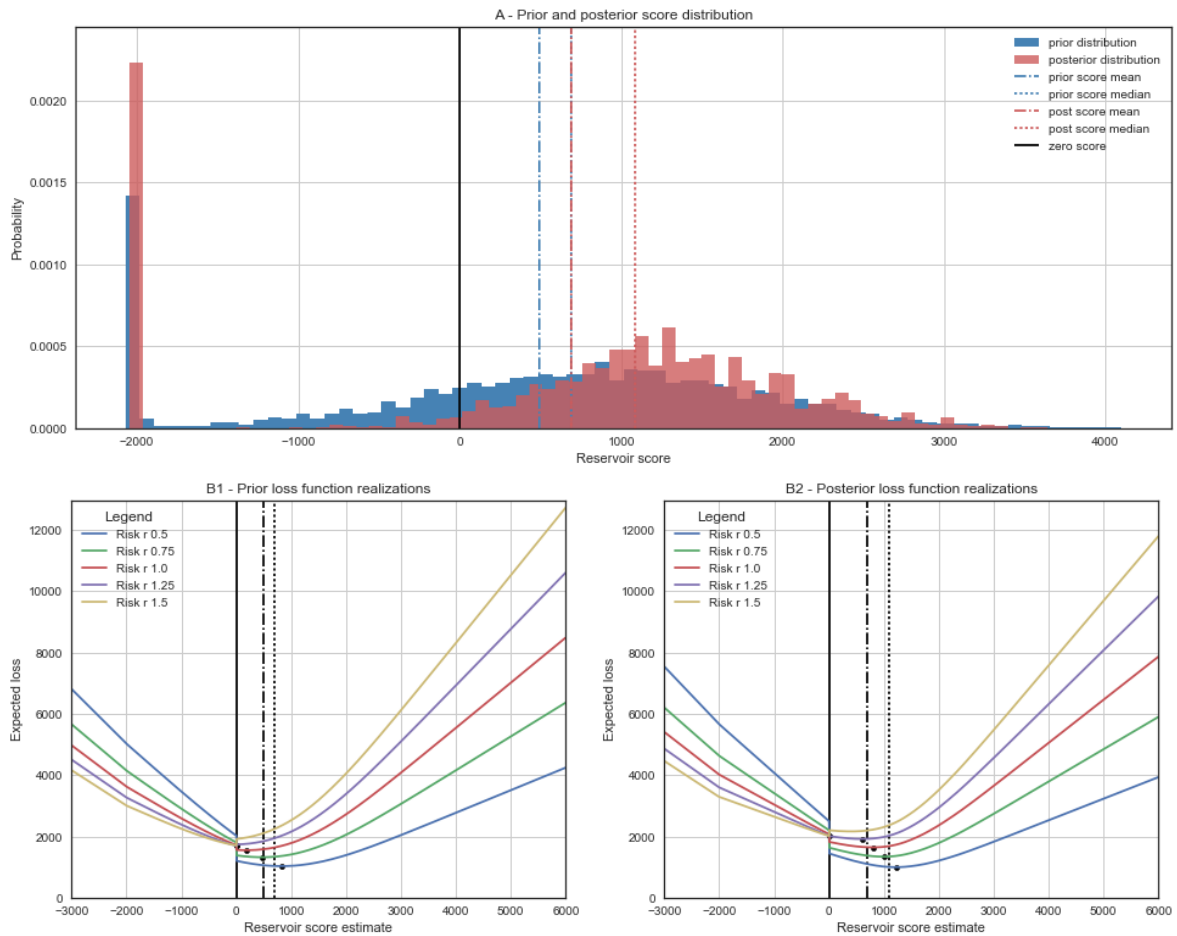 A - Prior and posterior score distribution
Probability
0.0020
0.0015
0.0010
0.0005
0.0000
prior distribution
posterior distribution
prior score mean
prior score median
post score mean
post score median
zero score
−2000
−1000
0
1000
2000
3000
4000
Reservoir score
B1 - Prior loss function realizations
Expected loss
12000
10000
8000
6000
4000
2000
0
Legend
Risk r 0.5
Risk r 0.75
Risk r 1.0
Risk r 1.25
Risk r 1.5
−3000
−2000
−1000
0
1000
2000
3000
4000
5000
6000
Reservoir score estimate
B2 - Posterior loss function realizations
Expected loss
12000
10000
8000
6000
4000
2000
0
Legend
Risk r 0.5
Risk r 0.75
Risk r 1.0
Risk r 1.25
Risk r 1.5
−3000
−2000
−1000
0
1000
2000
3000
4000
5000
6000
Reservoir score estimate